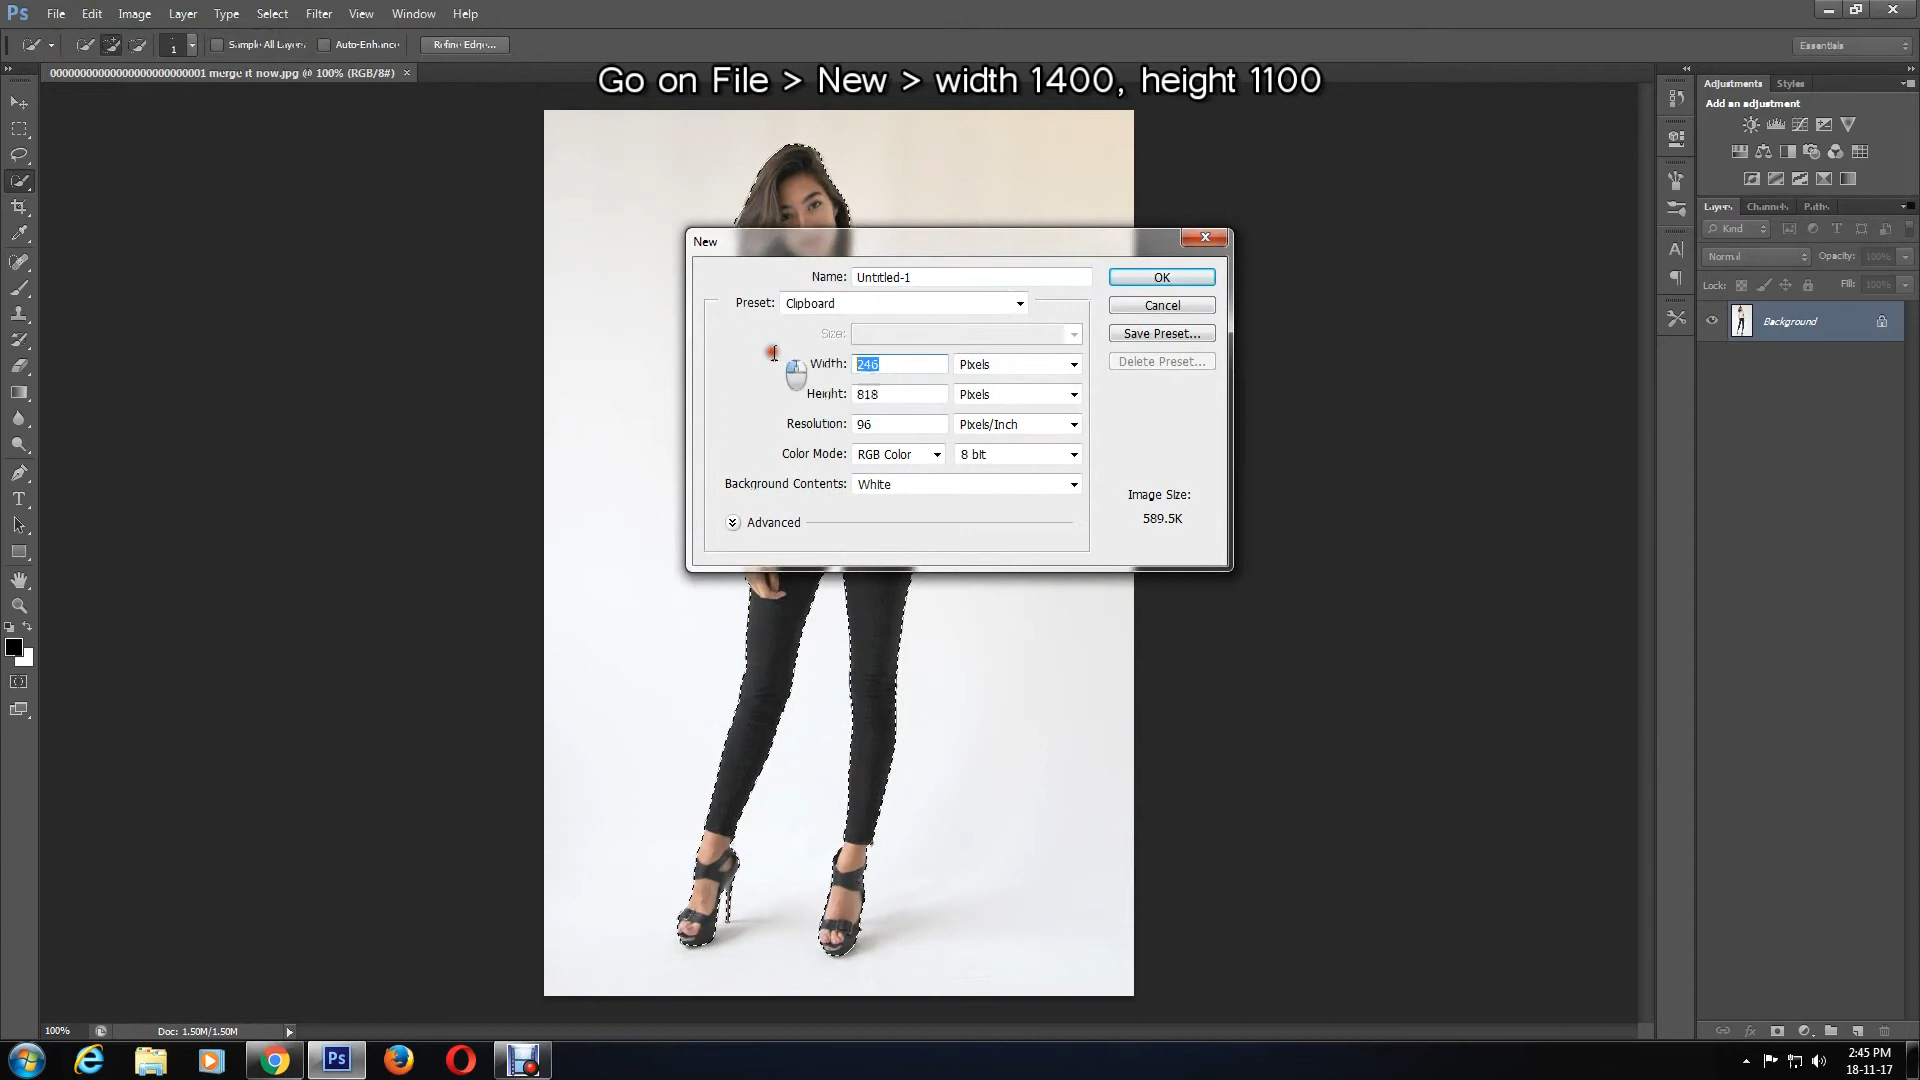 Ps File Edit Image Layer Type Select Filter View Window Help
1 Sample All Layers Auto-Enhance Refine Edge... Essentials
000000000000000000000001 merge it now.jpg @ 100% (RGB/8#) ×
Go on File > New > width 1400, height 1100
Adjustments Styles
Add an adjustment
Layers Channels Paths
Kind
Normal Opacity: 100%
Lock: Fill: 100%
Background
New
Name: Untitled-1 OK
Preset: Clipboard Cancel
Size: Save Preset...
Width: 246 Pixels Delete Preset...
Height: 818 Pixels
Resolution: 96 Pixels/Inch
Color Mode: RGB Color 8 bit
Background Contents: White
Image Size:
589.5K
Advanced
100% Doc: 1.50M/1.50M
Ps
2:45 PM
18-11-17